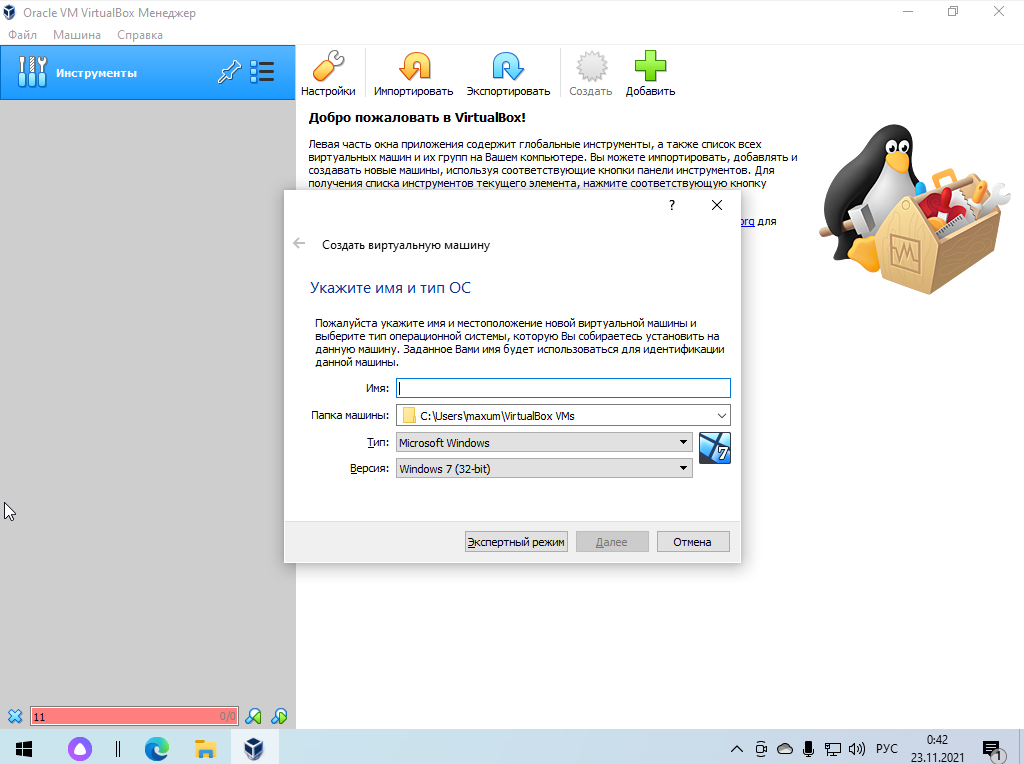 Oracle VM VirtualBox Менеджер
Файл Машина Справка
Инструменты
Настройки Импортировать Экспортировать Создать Добавить
Добро пожаловать в VirtualBox!
Левая часть окна приложения содержит глобальные инструменты, а также список всех
виртуальных машин и их групп на Вашем компьютере. Вы можете импортировать, добавлять и
создавать новые машины, используя соответствующие кнопки панели инструментов. Для
получения списка инструментов текущего элемента, нажмите соответствующую кнопку
org для
?
Создать виртуальную машину
Укажите имя и тип ОС
Пожалуйста укажите имя и местоположение новой виртуальной машины и
выберите тип операционной системы, которую Вы собираетесь установить на
данную машину. Заданное Вами имя будет использоваться для идентификации
данной машины.
Имя:
Папка машины: C:\Users\maxum\VirtualBox VMs
Тип: Microsoft Windows
7
Версия: Windows 7 (32-bit)
Экспертный режим Далее Отмена
11 0/0
РУС
0:42
23.11.2021
1